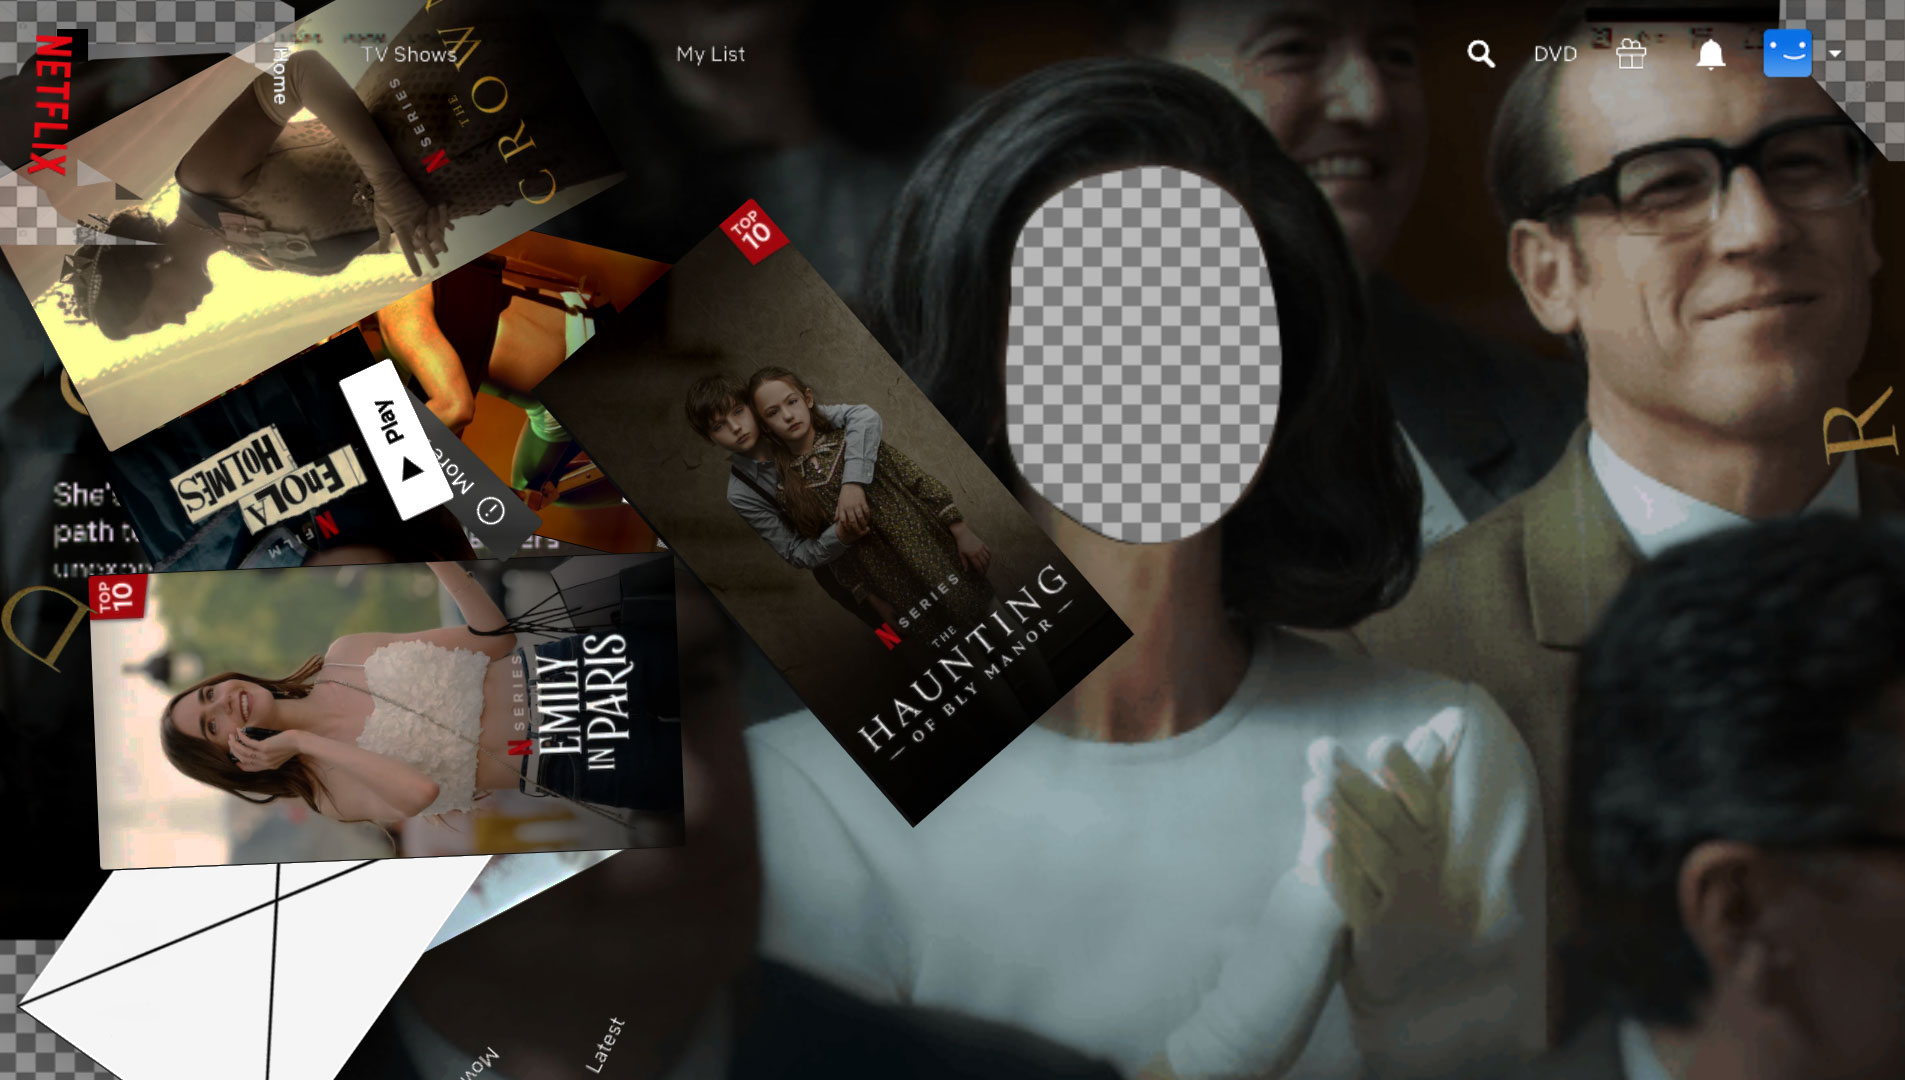 NETFLIX
Home
TV Shows
My List
DVD
THE
CROW
N SERIES
TOP
10
ENOLA
HOLMES
N FILM
Play
More
She's
path to
TOP
10
N SERIES
EMILY
IN PARIS
N SERIES
THE
HAUNTING
OF BLY MANOR
D
R
Latest